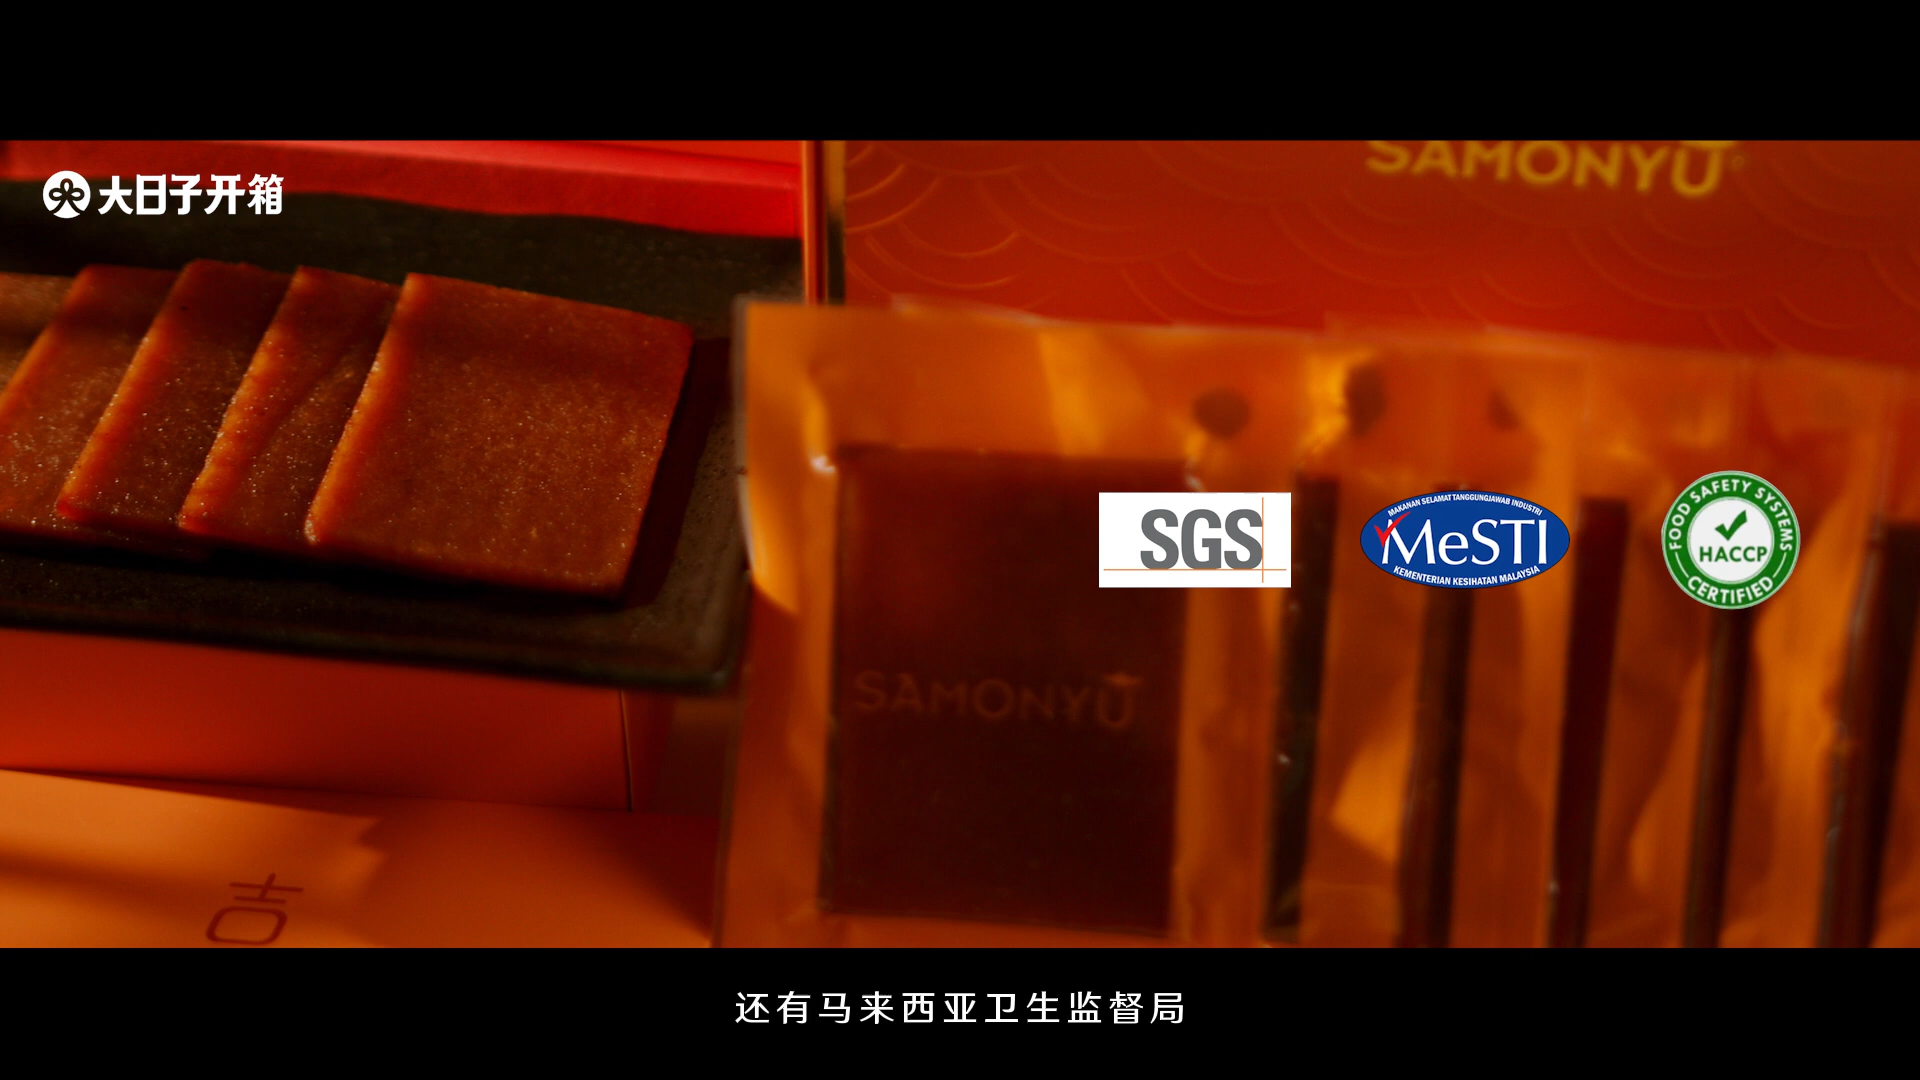 大日子开箱
SAMONYÜ
SGS
MAKANAN SELAMAT TANGGUNGJAWAB INDUSTRI
MeSTI
KEMENTERIAN KESIHATAN MALAYSIA
FOOD SAFETY SYSTEMS
HACCP
CERTIFIED
SAMONYU
吉
还有马来西亚卫生监督局